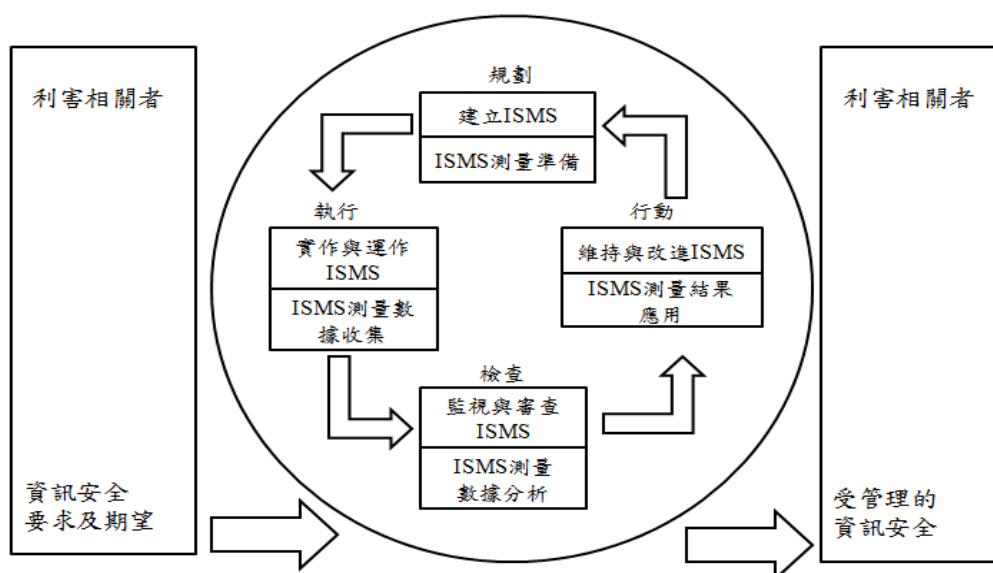 利害相關者
資訊安全
要求及期望
規劃
建立ISMS
ISMS測量準備
執行
實作與運作
ISMS
ISMS測量數
據收集
檢查
監視與審查
ISMS
ISMS測量
數據分析
行動
維持與改進ISMS
ISMS測量結果
應用
利害相關者
受管理的
資訊安全